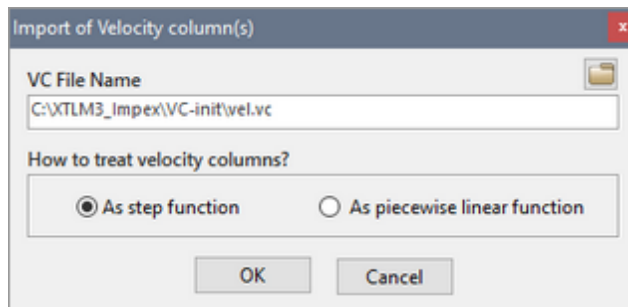 Import of Velocity column(s)
x
VC File Name
C:\XTLM3_Impex\VC-init\vel.vc
How to treat velocity columns?
As step function
As piecewise linear function
OK
Cancel